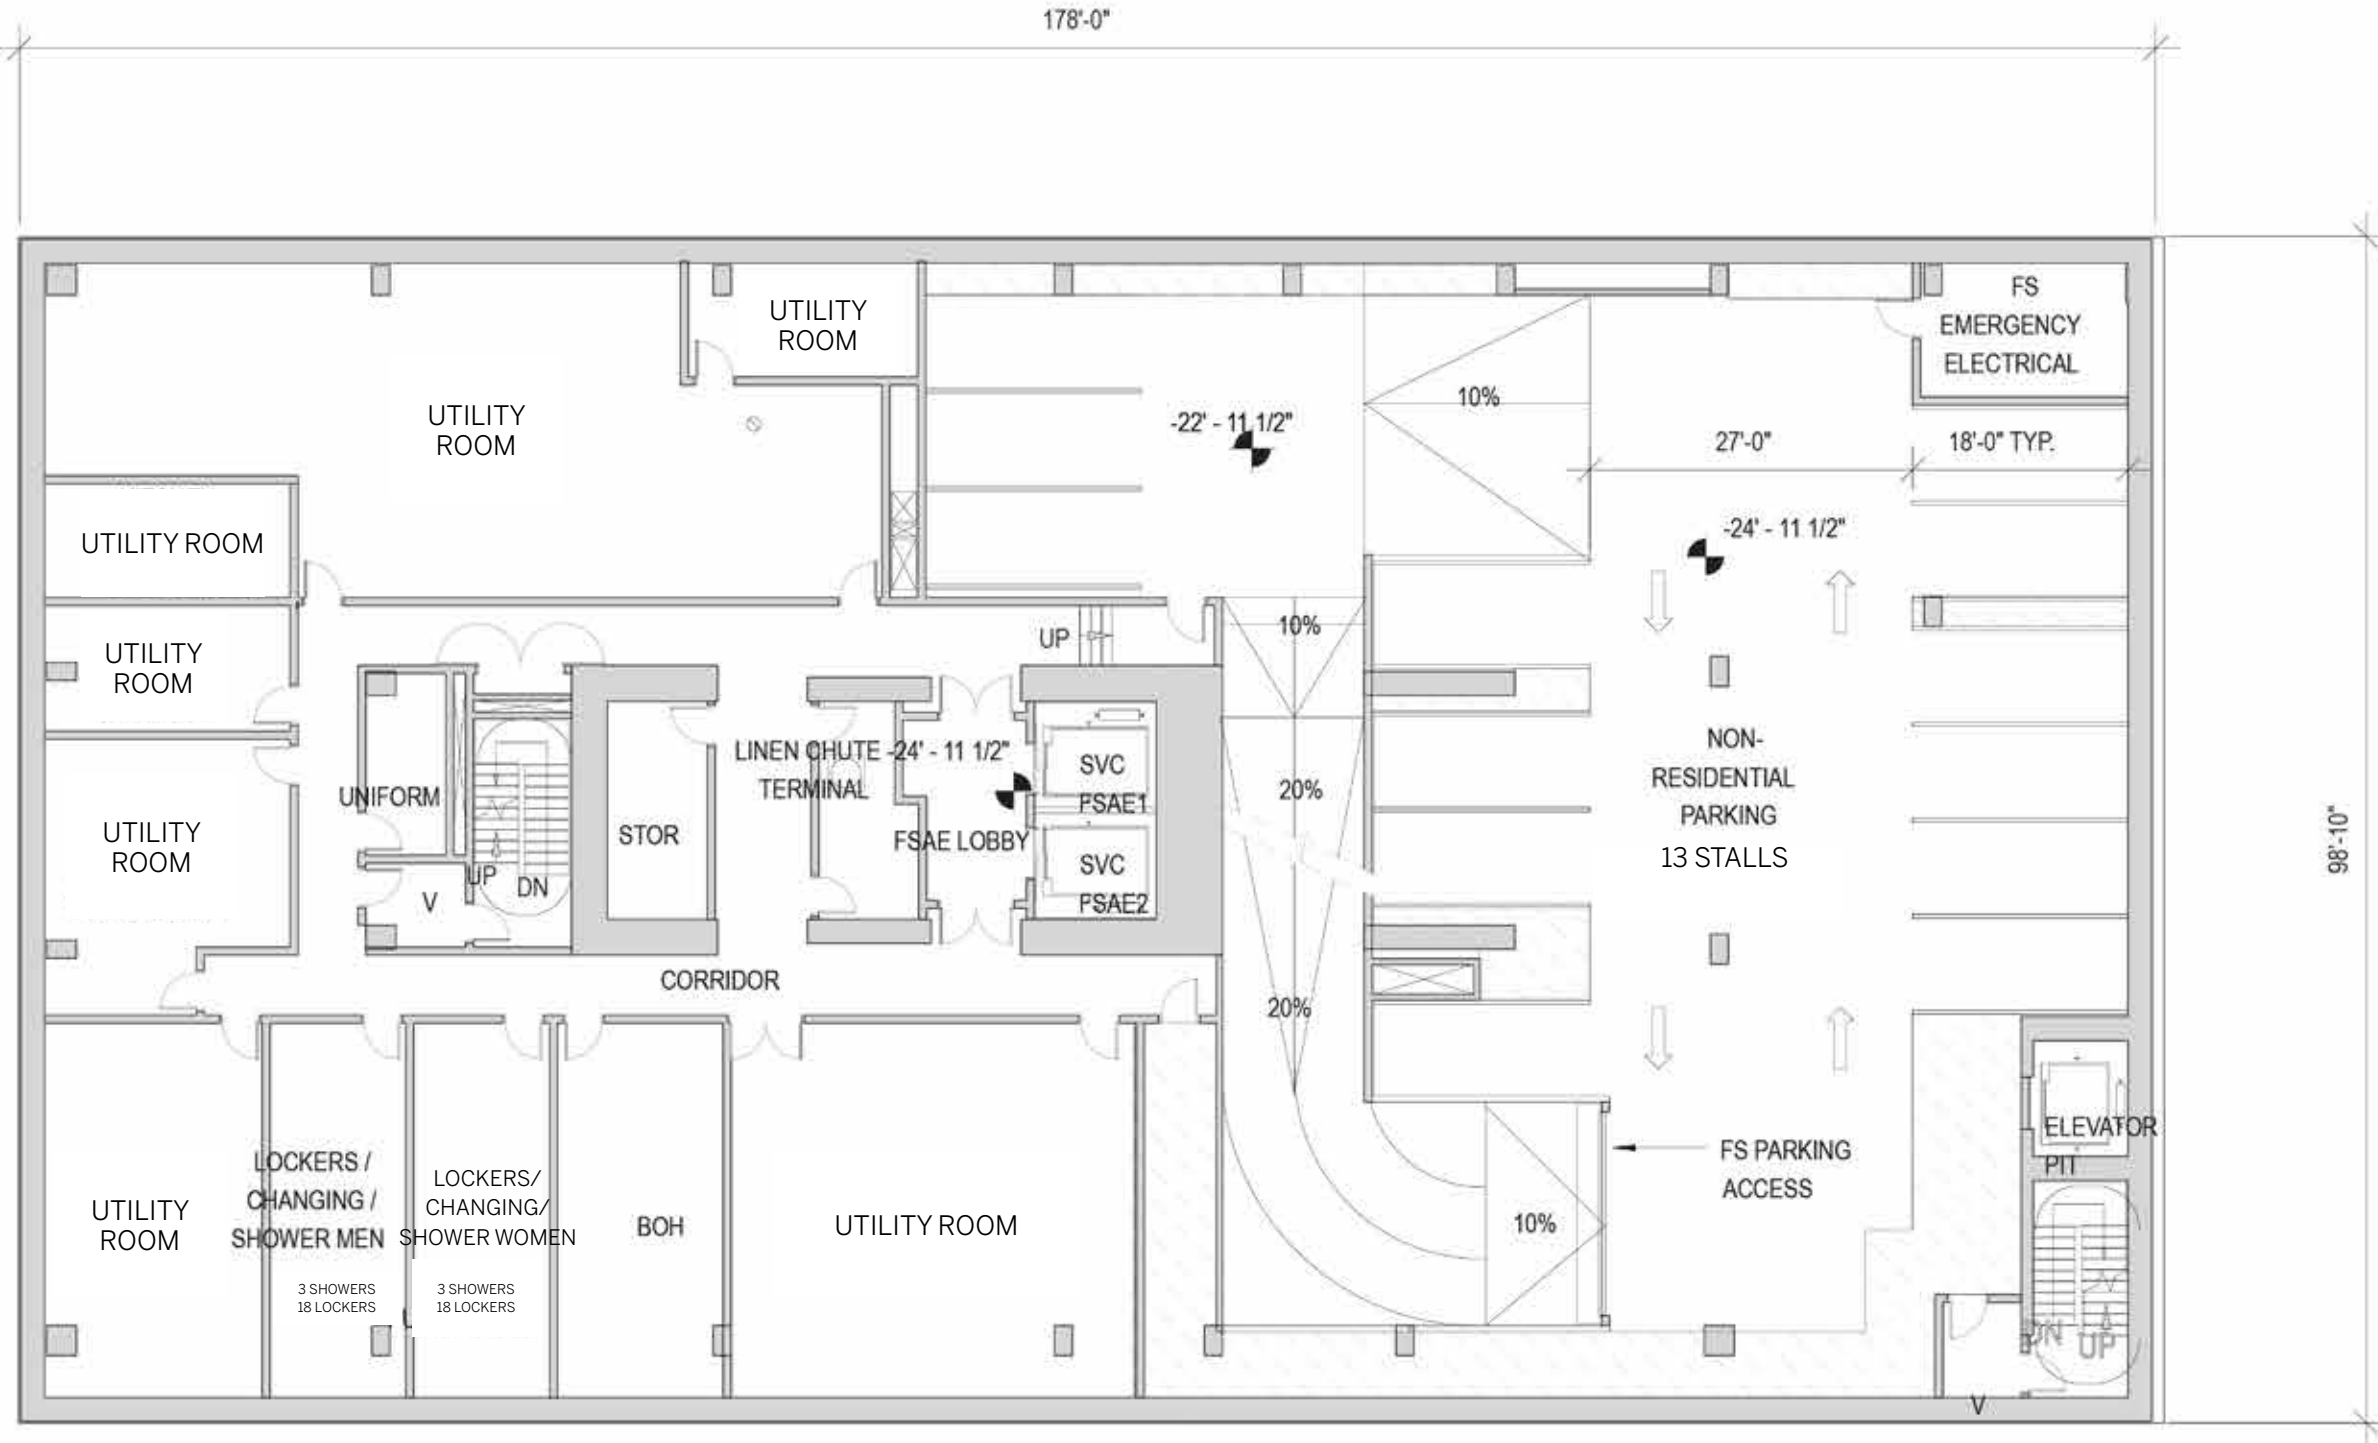 178'-0"
UTILITY
ROOM
FS
EMERGENCY
ELECTRICAL
UTILITY
ROOM
10%
-22' - 11 1/2"
27'-0"
18'-0" TYP.
UTILITY ROOM
-24' - 11 1/2"
UTILITY
ROOM
UP
10%
NON-
RESIDENTIAL
PARKING
13 STALLS
LINEN CHUTE -24' - 11 1/2"
TERMINAL
SVC
FSAE1
20%
UNIFORM
UTILITY
ROOM
STOR
FSAE LOBBY
SVC
FSAE2
98'-10"
UP
DN
V
CORRIDOR
20%
ELEVATOR
PIT
FS PARKING
ACCESS
UTILITY
ROOM
LOCKERS /
CHANGING /
SHOWER MEN
3 SHOWERS
18 LOCKERS
LOCKERS/
CHANGING/
SHOWER WOMEN
3 SHOWERS
18 LOCKERS
BOH
UTILITY ROOM
10%
UP
V